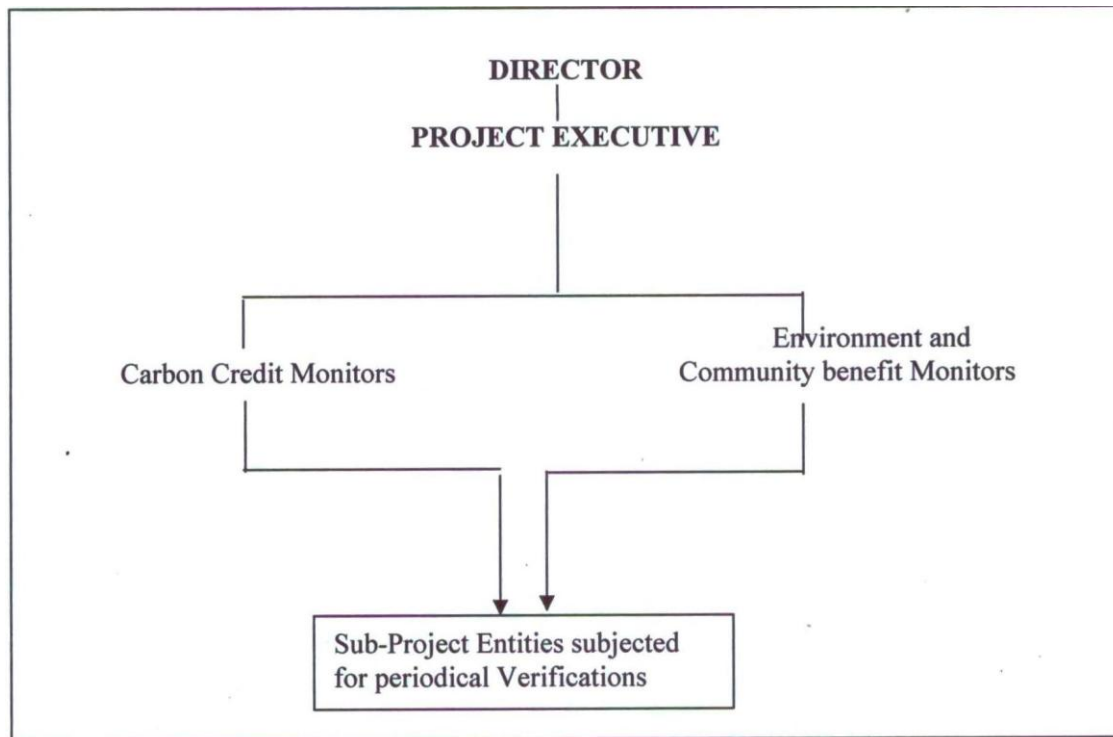 DIRECTOR
PROJECT EXECUTIVE
Carbon Credit Monitors
Environment and
Community benefit Monitors
Sub-Project Entities subjected
for periodical Verifications